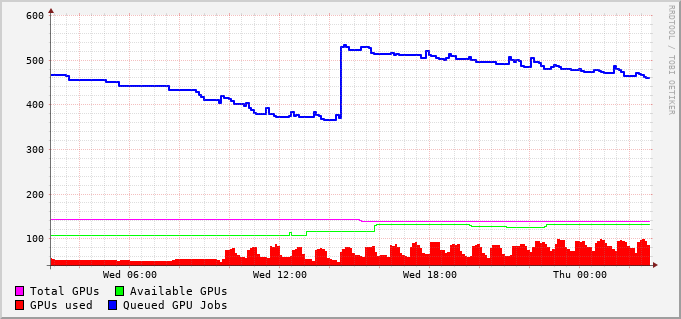 600
500
400
300
200
100
Wed 06:00 Wed 12:00 Wed 18:00 Thu 00:00
Total GPUs Available GPUs
GPUs used Queued GPU Jobs
RRDTOOL / TOBI OETIKER